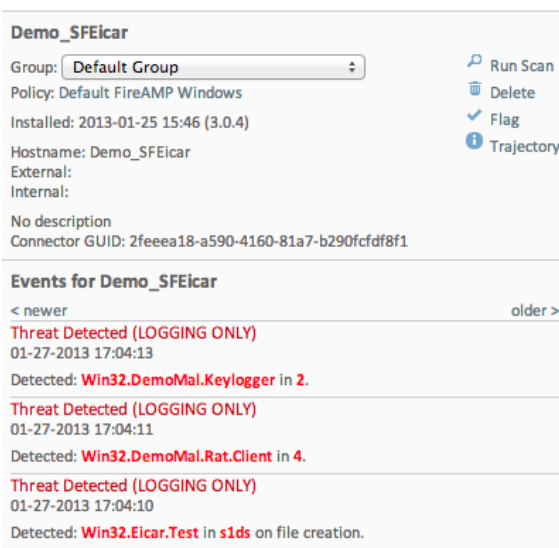 Demo_SFEicar
Group: Default Group
Policy: Default FireAMP Windows
Installed: 2013-01-25 15:46 (3.0.4)
Hostname: Demo_SFEicar
External:
Internal:
No description
Connector GUID: 2feeea18-a590-4160-81a7-b290fcfdf8f1
Run Scan
Delete
Flag
Trajectory
Events for Demo_SFEicar
< newer older >
Threat Detected (LOGGING ONLY)
01-27-2013 17:04:13
Detected: Win32.DemoMal.Keylogger in 2.
Threat Detected (LOGGING ONLY)
01-27-2013 17:04:11
Detected: Win32.DemoMal.Rat.Client in 4.
Threat Detected (LOGGING ONLY)
01-27-2013 17:04:10
Detected: Win32.Eicar.Test in s1ds on file creation.